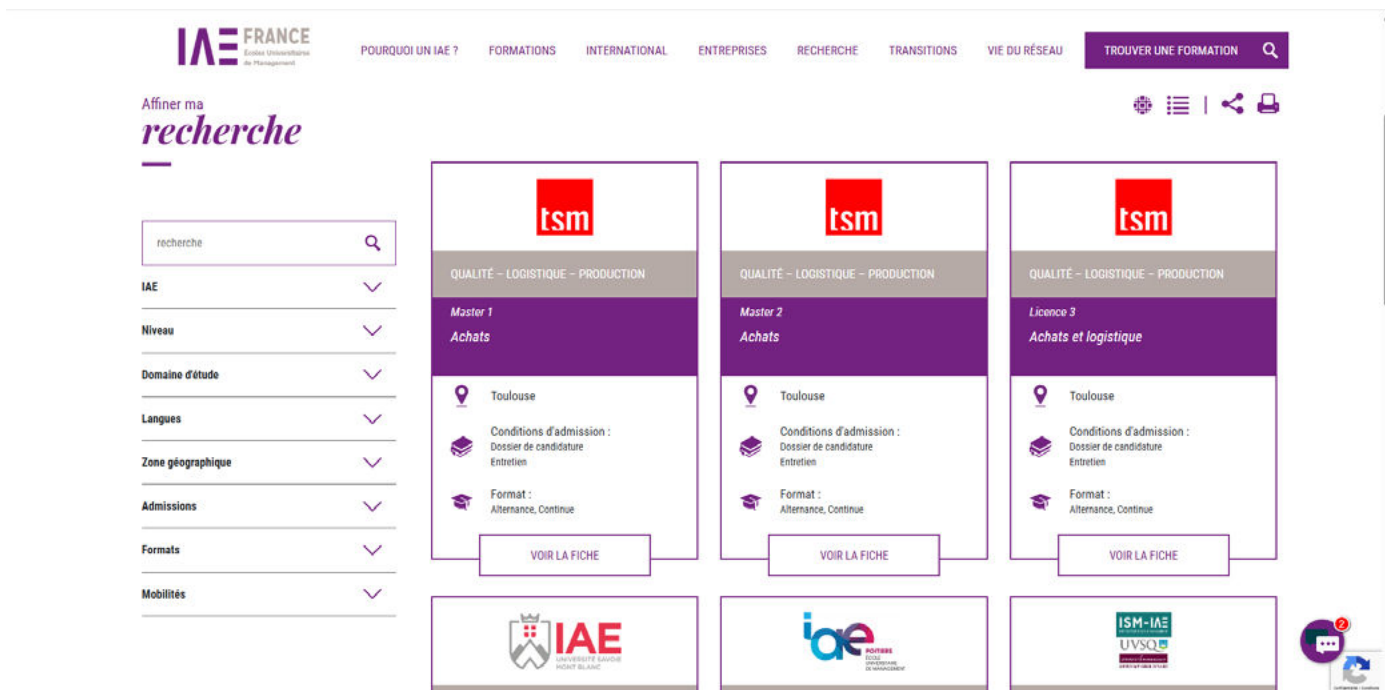 IAE FRANCE
Écoles Universitaires
de Management
POURQUOI UN IAE ? FORMATIONS INTERNATIONAL ENTREPRISES RECHERCHE TRANSITIONS VIE DU RÉSEAU TROUVER UNE FORMATION
Affiner ma
recherche
recherche
IAE
Niveau
Domaine d'étude
Langues
Zone géographique
Admissions
Formats
Mobilités
tsm
QUALITÉ – LOGISTIQUE – PRODUCTION
Master 1
Achats
Toulouse
Conditions d'admission :
Dossier de candidature
Entretien
Format :
Alternance, Continue
VOIR LA FICHE
tsm
QUALITÉ – LOGISTIQUE – PRODUCTION
Master 2
Achats
Toulouse
Conditions d'admission :
Dossier de candidature
Entretien
Format :
Alternance, Continue
VOIR LA FICHE
tsm
QUALITÉ – LOGISTIQUE – PRODUCTION
Licence 3
Achats et logistique
Toulouse
Conditions d'admission :
Dossier de candidature
Entretien
Format :
Alternance, Continue
VOIR LA FICHE
IAE
UNIVERSITÉ SAVOIE
MONT BLANC
iae
POITIERS
ÉCOLE
UNIVERSITAIRE
DE MANAGEMENT
ISM-IAE
UVSQ
2